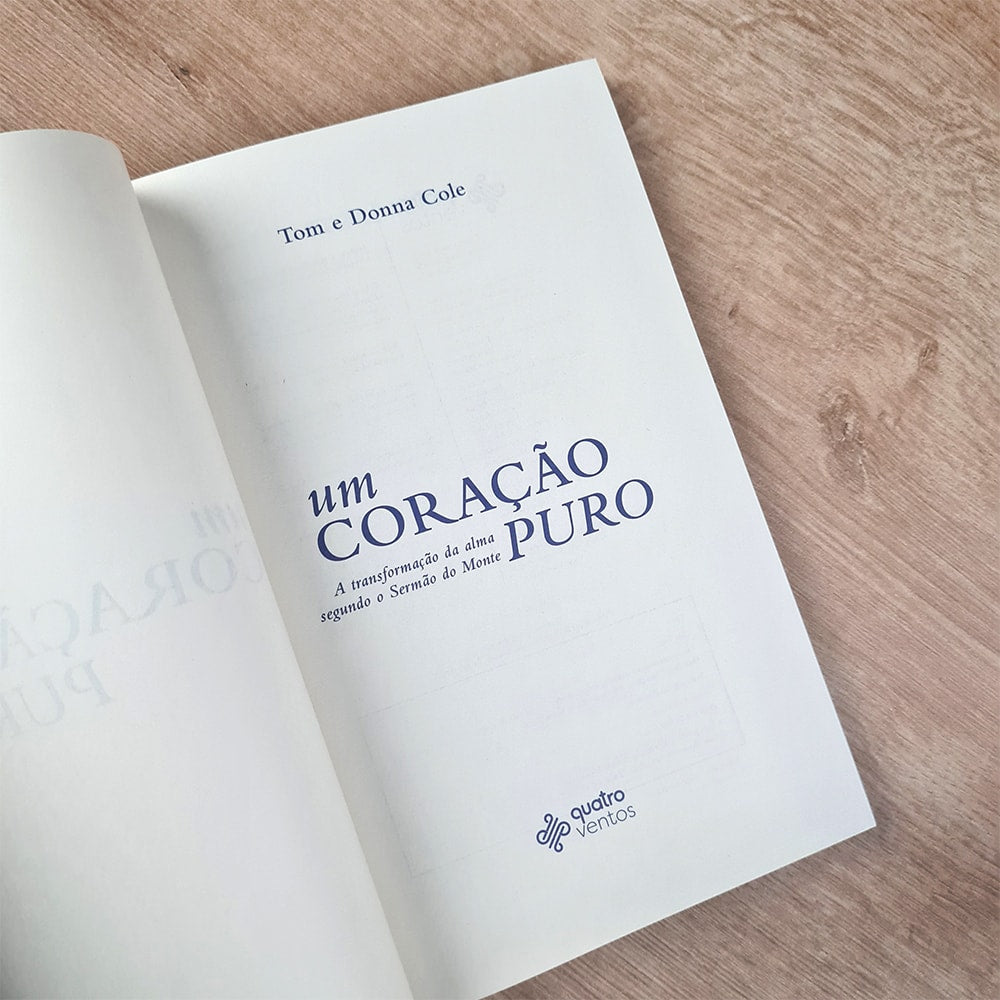 Tom e Donna Cole
um
CORAÇÃO
PURO
A transformação da alma
segundo o Sermão do Monte
quatro
ventos